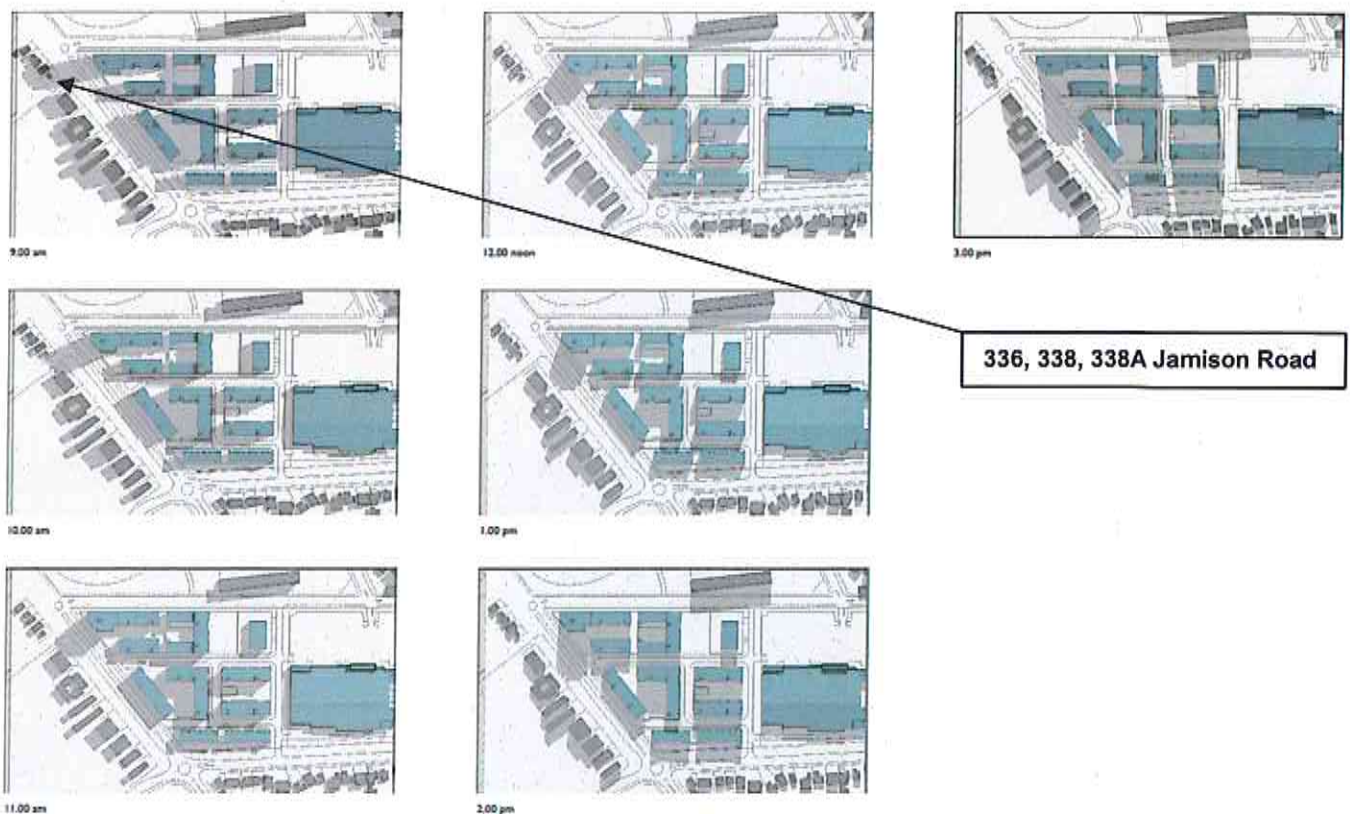 9.00 am
12.00 noon
3.00 pm
336, 338, 338A Jamison Road
10.00 am
1.00 pm
11.00 am
2.00 pm